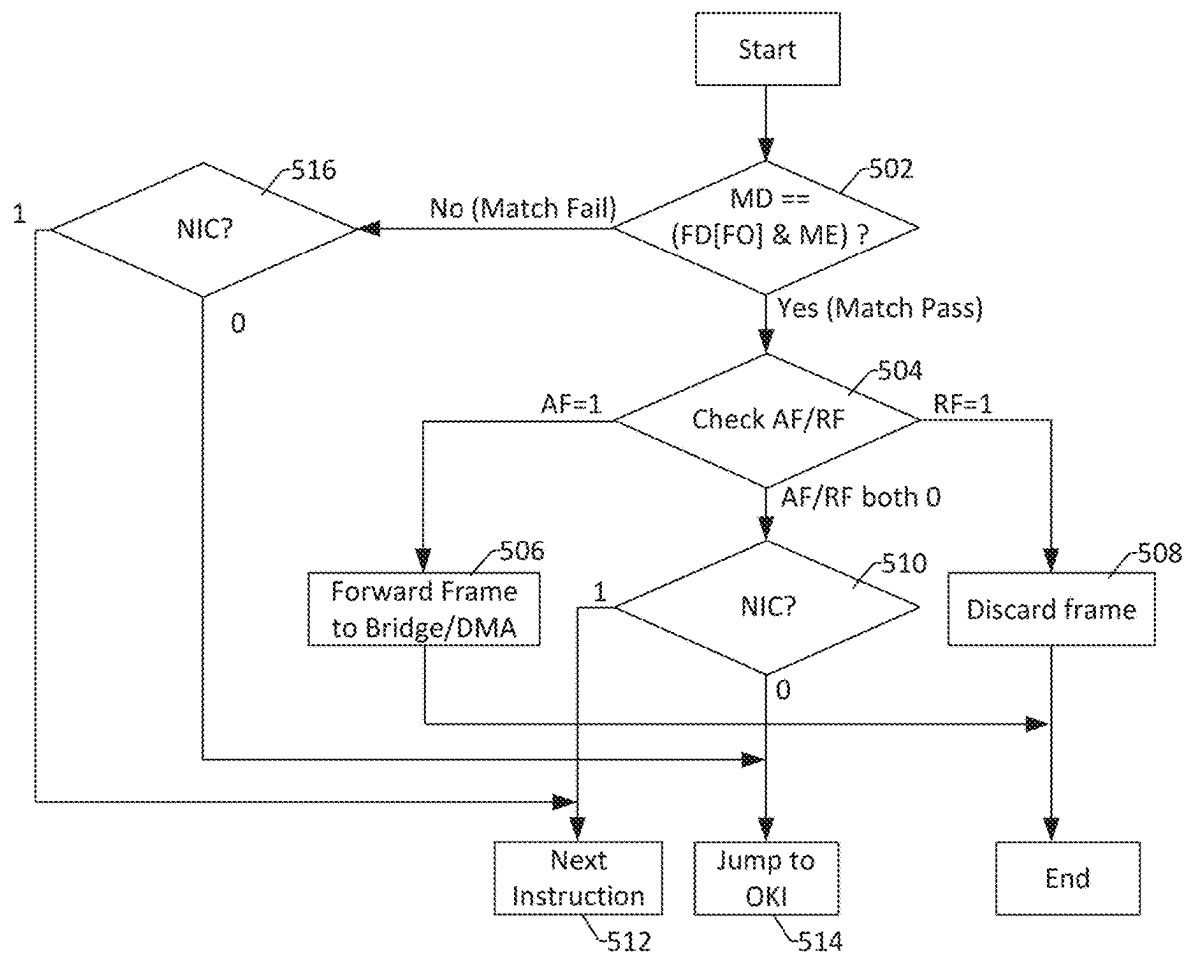 Start
516
502
1
NIC?
No (Match Fail)
MD ==
(FD[FO] & ME) ?
0
Yes (Match Pass)
504
AF=1
Check AF/RF
RF=1
AF/RF both 0
506
510
508
Forward Frame
to Bridge/DMA
1
NIC?
Discard frame
0
Next
Instruction
Jump to
OKI
End
512
514